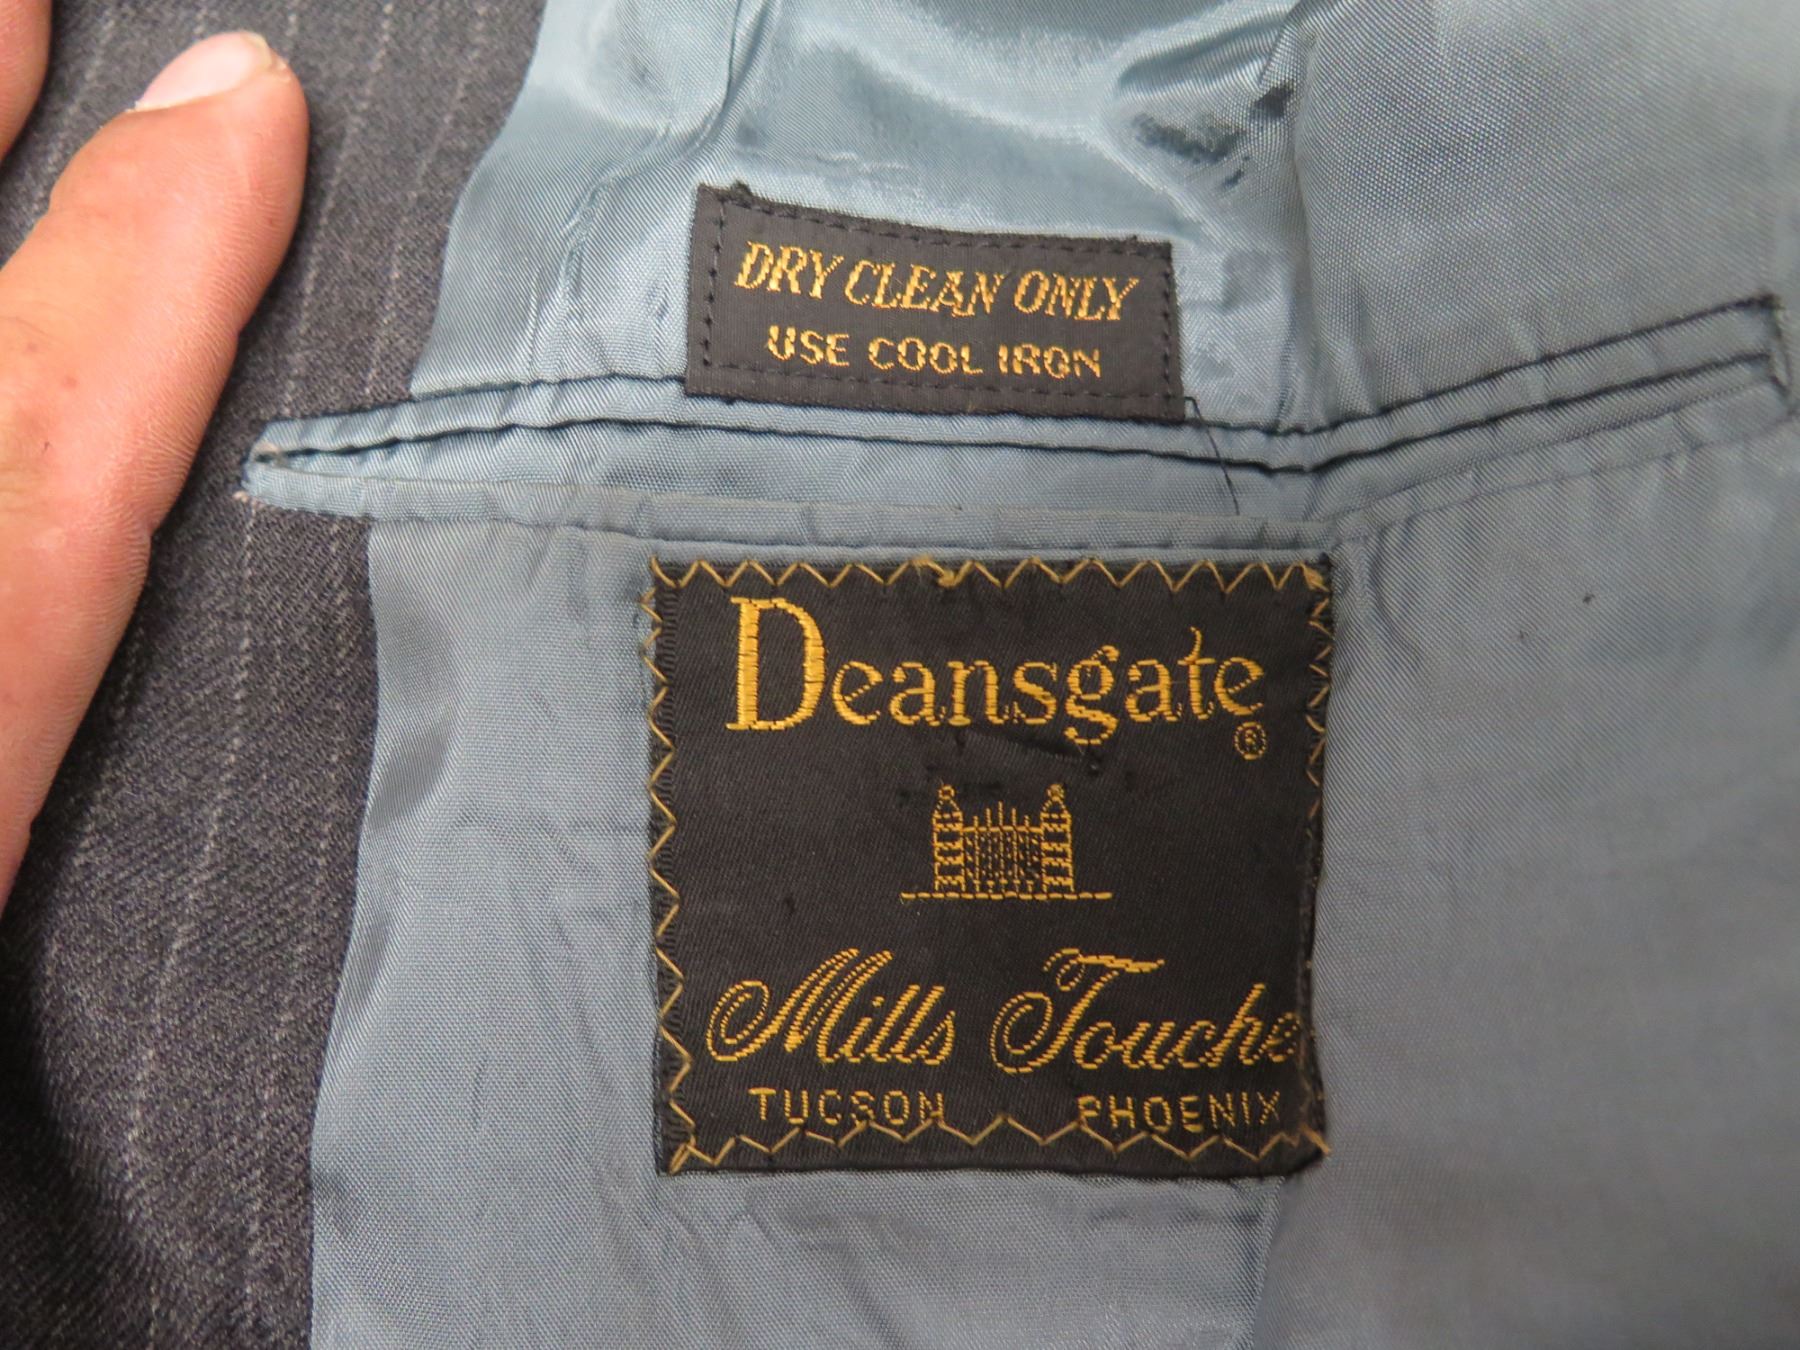 DRY CLEAN ONLY
USE COOL IRON
Deansgate
®
Mills Touche
TUCSON PHOENIX